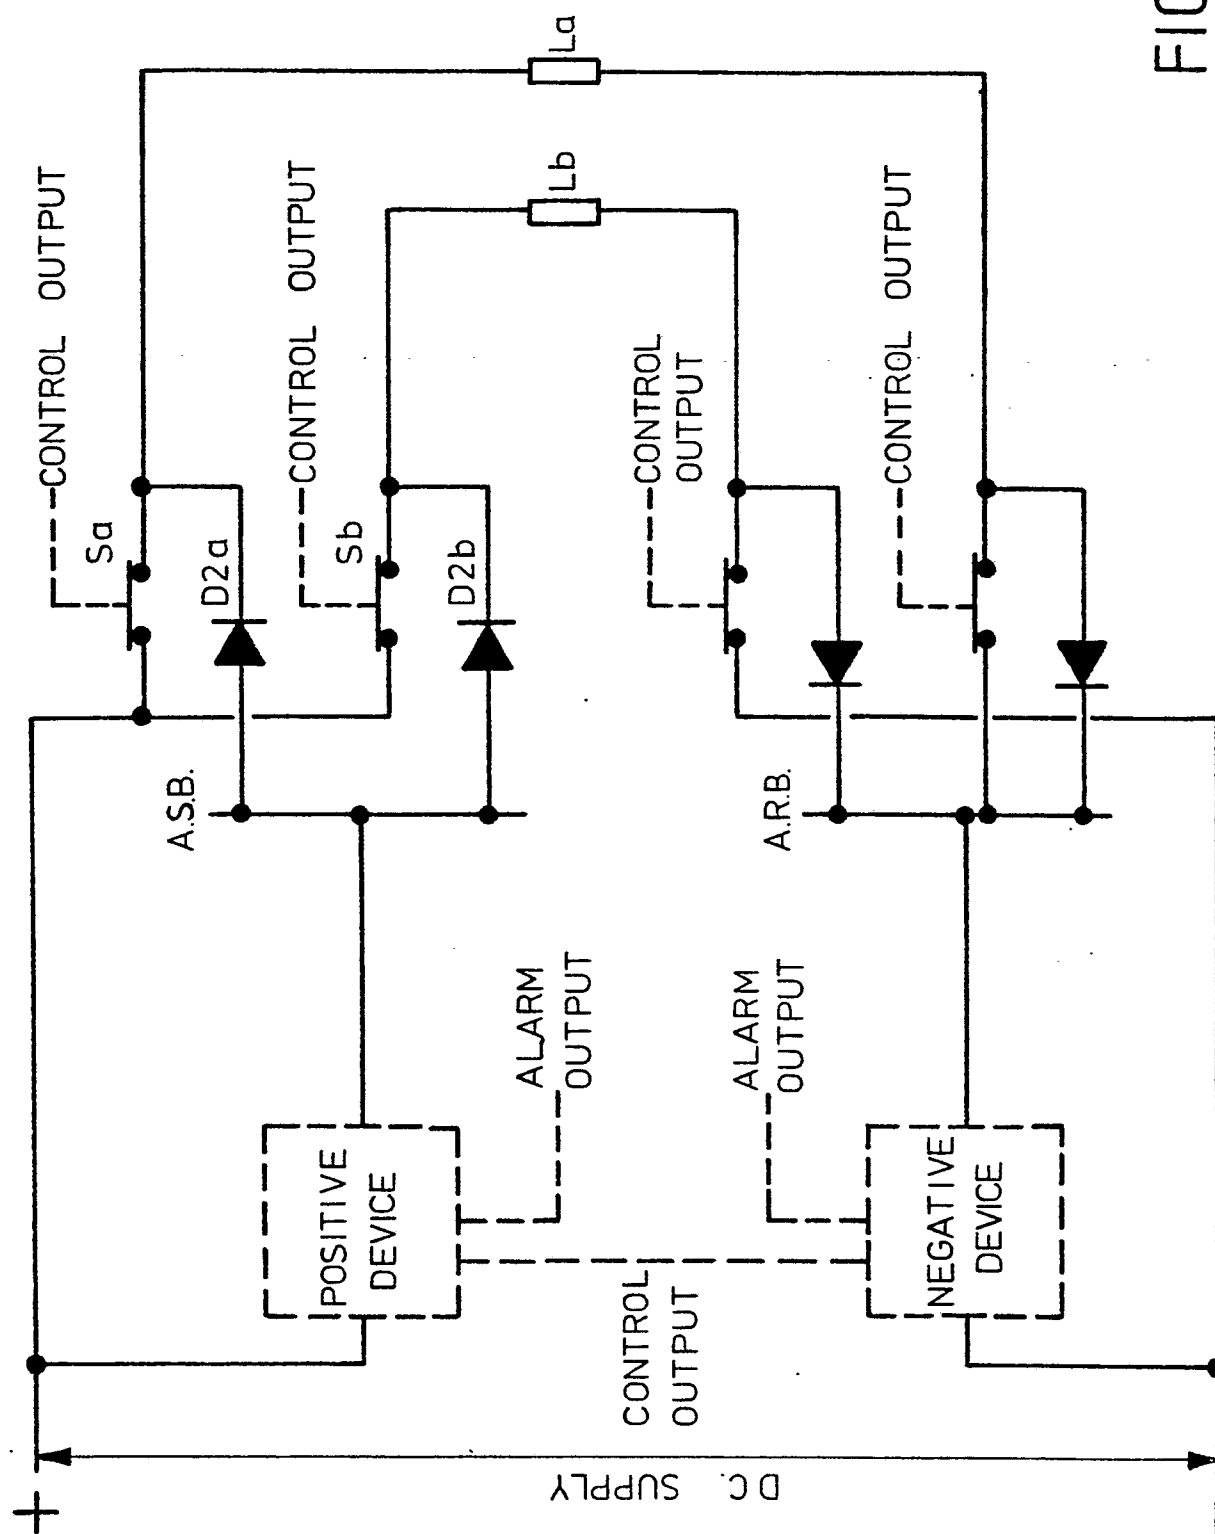 +
D.C. SUPPLY
POSITIVE
DEVICE
NEGATIVE
DEVICE
CONTROL
OUTPUT
ALARM
OUTPUT
ALARM
OUTPUT
A.S.B.
A.R.B.
Sa
D2a
Sb
D2b
CONTROL OUTPUT
CONTROL OUTPUT
CONTROL
OUTPUT
CONTROL OUTPUT
La
Lb